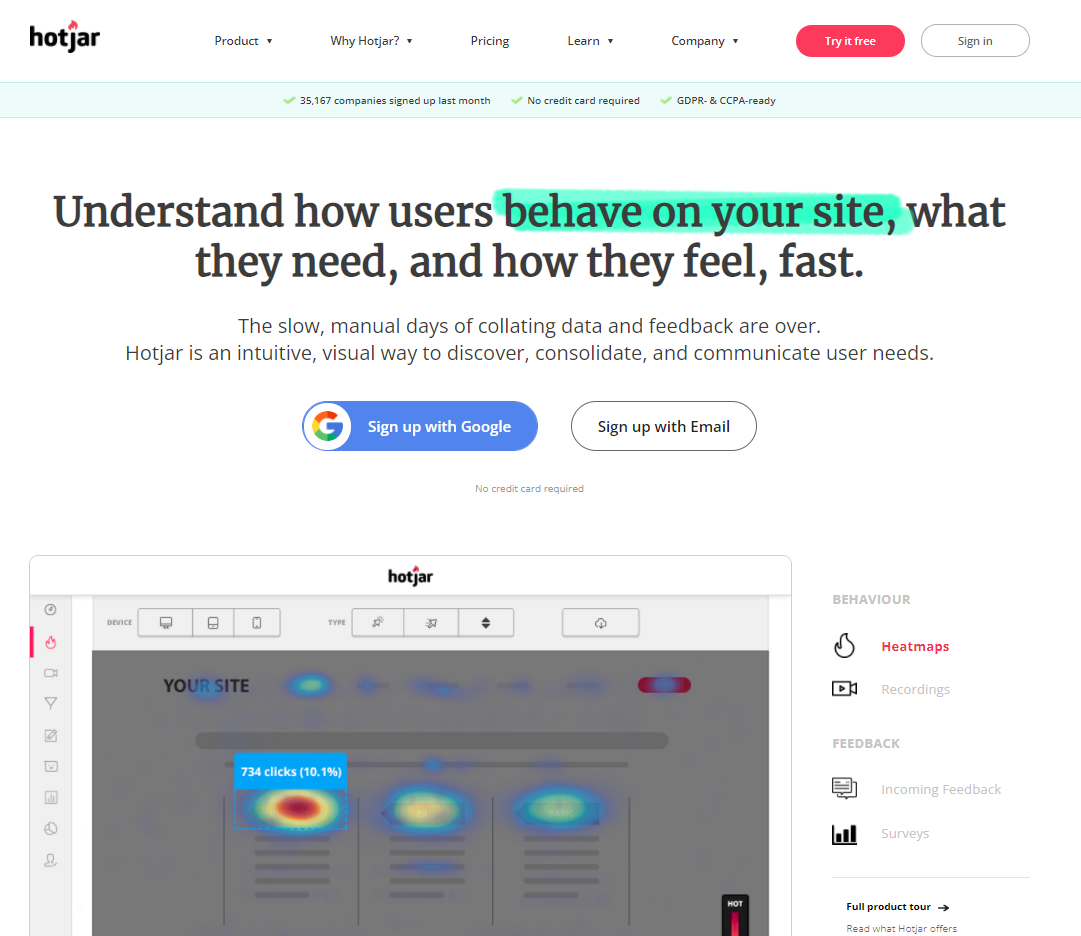 hotjar
Product ▼ Why Hotjar? ▼ Pricing Learn ▼ Company ▼ Try it free Sign in
35,167 companies signed up last month No credit card required GDPR- & CCPA-ready
Understand how users behave on your site, what
they need, and how they feel, fast.
The slow, manual days of collating data and feedback are over.
Hotjar is an intuitive, visual way to discover, consolidate, and communicate user needs.
Sign up with Google Sign up with Email
No credit card required
hotjar
DEVICE TYPE
YOUR SITE
734 clicks (10.1%)
HOT
BEHAVIOUR
Heatmaps
Recordings
FEEDBACK
Incoming Feedback
Surveys
Full product tour →
Read what Hotjar offers